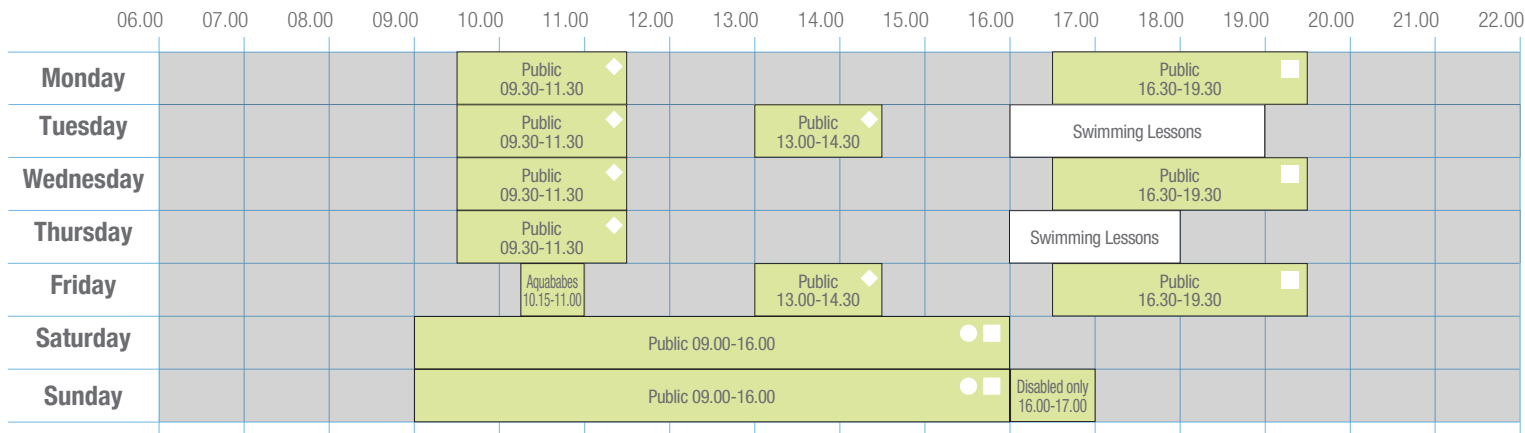 06.00 07.00 08.00 09.00 10.00 11.00 12.00 13.00 14.00 15.00 16.00 17.00 18.00 19.00 20.00 21.00 22.00
Monday
Public
09.30-11.30
Public
16.30-19.30
Tuesday
Public
09.30-11.30
Public
13.00-14.30
Swimming Lessons
Wednesday
Public
09.30-11.30
Public
16.30-19.30
Thursday
Public
09.30-11.30
Swimming Lessons
Friday
Aquababes
10.15-11.00
Public
13.00-14.30
Public
16.30-19.30
Saturday
Public 09.00-16.00
Sunday
Public 09.00-16.00
Disabled only
16.00-17.00